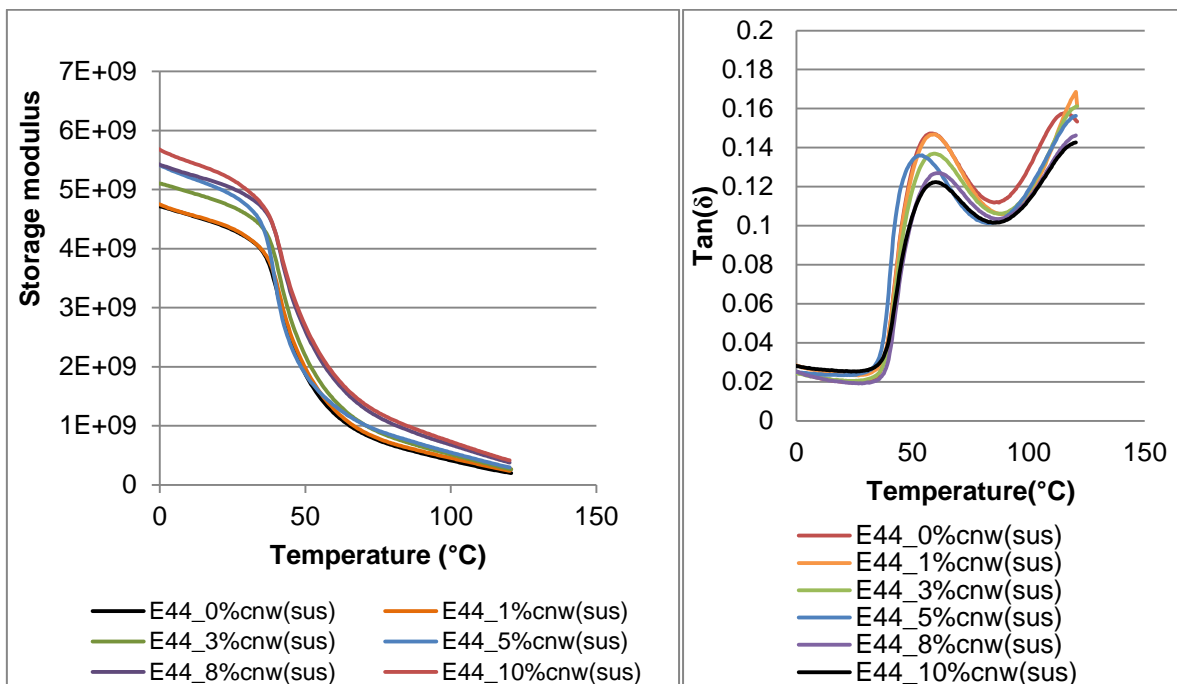 7E+09
6E+09
5E+09
4E+09
3E+09
2E+09
1E+09
0
Storage modulus
0 50 100 150
Temperature (°C)
E44_0%cnw(sus) E44_1%cnw(sus)
E44_3%cnw(sus) E44_5%cnw(sus)
E44_8%cnw(sus) E44_10%cnw(sus)
0.2
0.18
0.16
0.14
0.12
0.1
0.08
0.06
0.04
0.02
0
Tan(δ)
0 50 100 150
Temperature(°C)
E44_0%cnw(sus)
E44_1%cnw(sus)
E44_3%cnw(sus)
E44_5%cnw(sus)
E44_8%cnw(sus)
E44_10%cnw(sus)